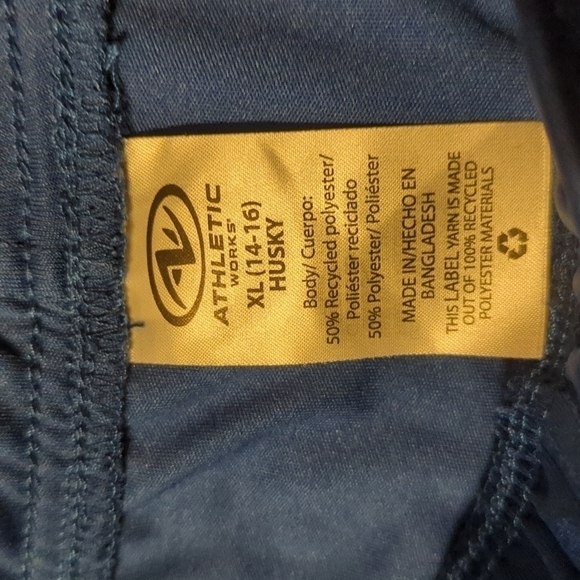 ATHLETIC
WORKS®
XL (14-16)
HUSKY
Body/ Cuerpo:
50% Recycled polyester/
Poliéster reciclado
50% Polyester/ Poliéster
MADE IN/HECHO EN
BANGLADESH
THIS LABEL YARN IS MADE
OUT OF 100% RECYCLED
POLYESTER MATERIALS